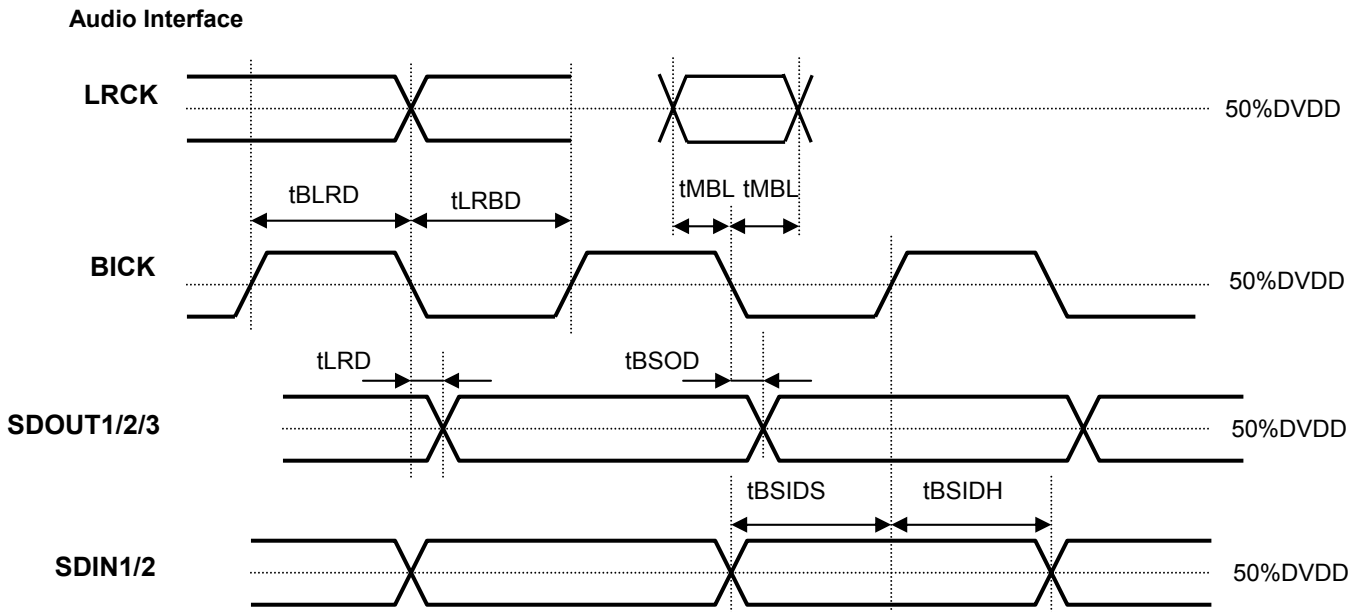 Audio Interface
LRCK
50%DVDD
tBLRD
tLRBD
tMBL tMBL
BICK
50%DVDD
tLRD
tBSOD
SDOUT1/2/3
50%DVDD
tBSIDS
tBSIDH
SDIN1/2
50%DVDD